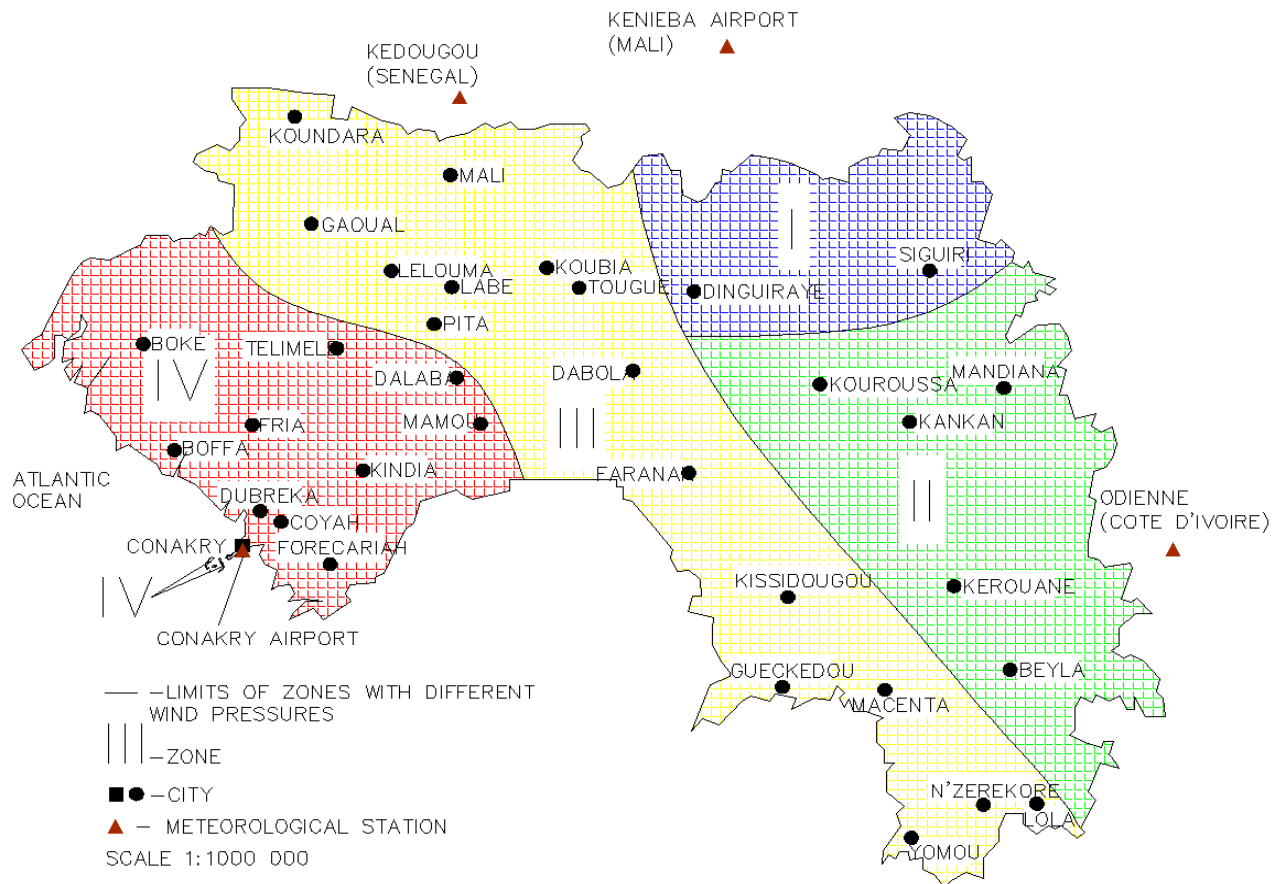 KENIEBA AIRPORT
(MALI)
KEDOUGOU
(SENEGAL)
KOUNDARA
MALI
GAOUAL
I
SIGUIRI
LELOUMA
KOUBIA
LABE
TOUGUE
DINGUIRAYE
PITA
BOKE
TELIMELE
IV
DALABA
DABOLA
KOUROUSSA
MANDIANA
FRIA
MAMOU
III
KANKAN
BOFFA
KINDIA
FARANAH
II
ATLANTIC
OCEAN
DUBREKA
COYAH
ODIENNE
(COTE D'IVOIRE)
CONAKRY
FORECARIAH
IV
KISSIDOUGOU
KEROUANE
CONAKRY AIRPORT
GUECKEDOU
BEYLA
MACENTA
— –LIMITS OF ZONES WITH DIFFERENT
WIND PRESSURES
III –ZONE
–CITY
– METEOROLOGICAL STATION
SCALE 1:1000 000
N'ZEREKORE
LOLA
YOMOU